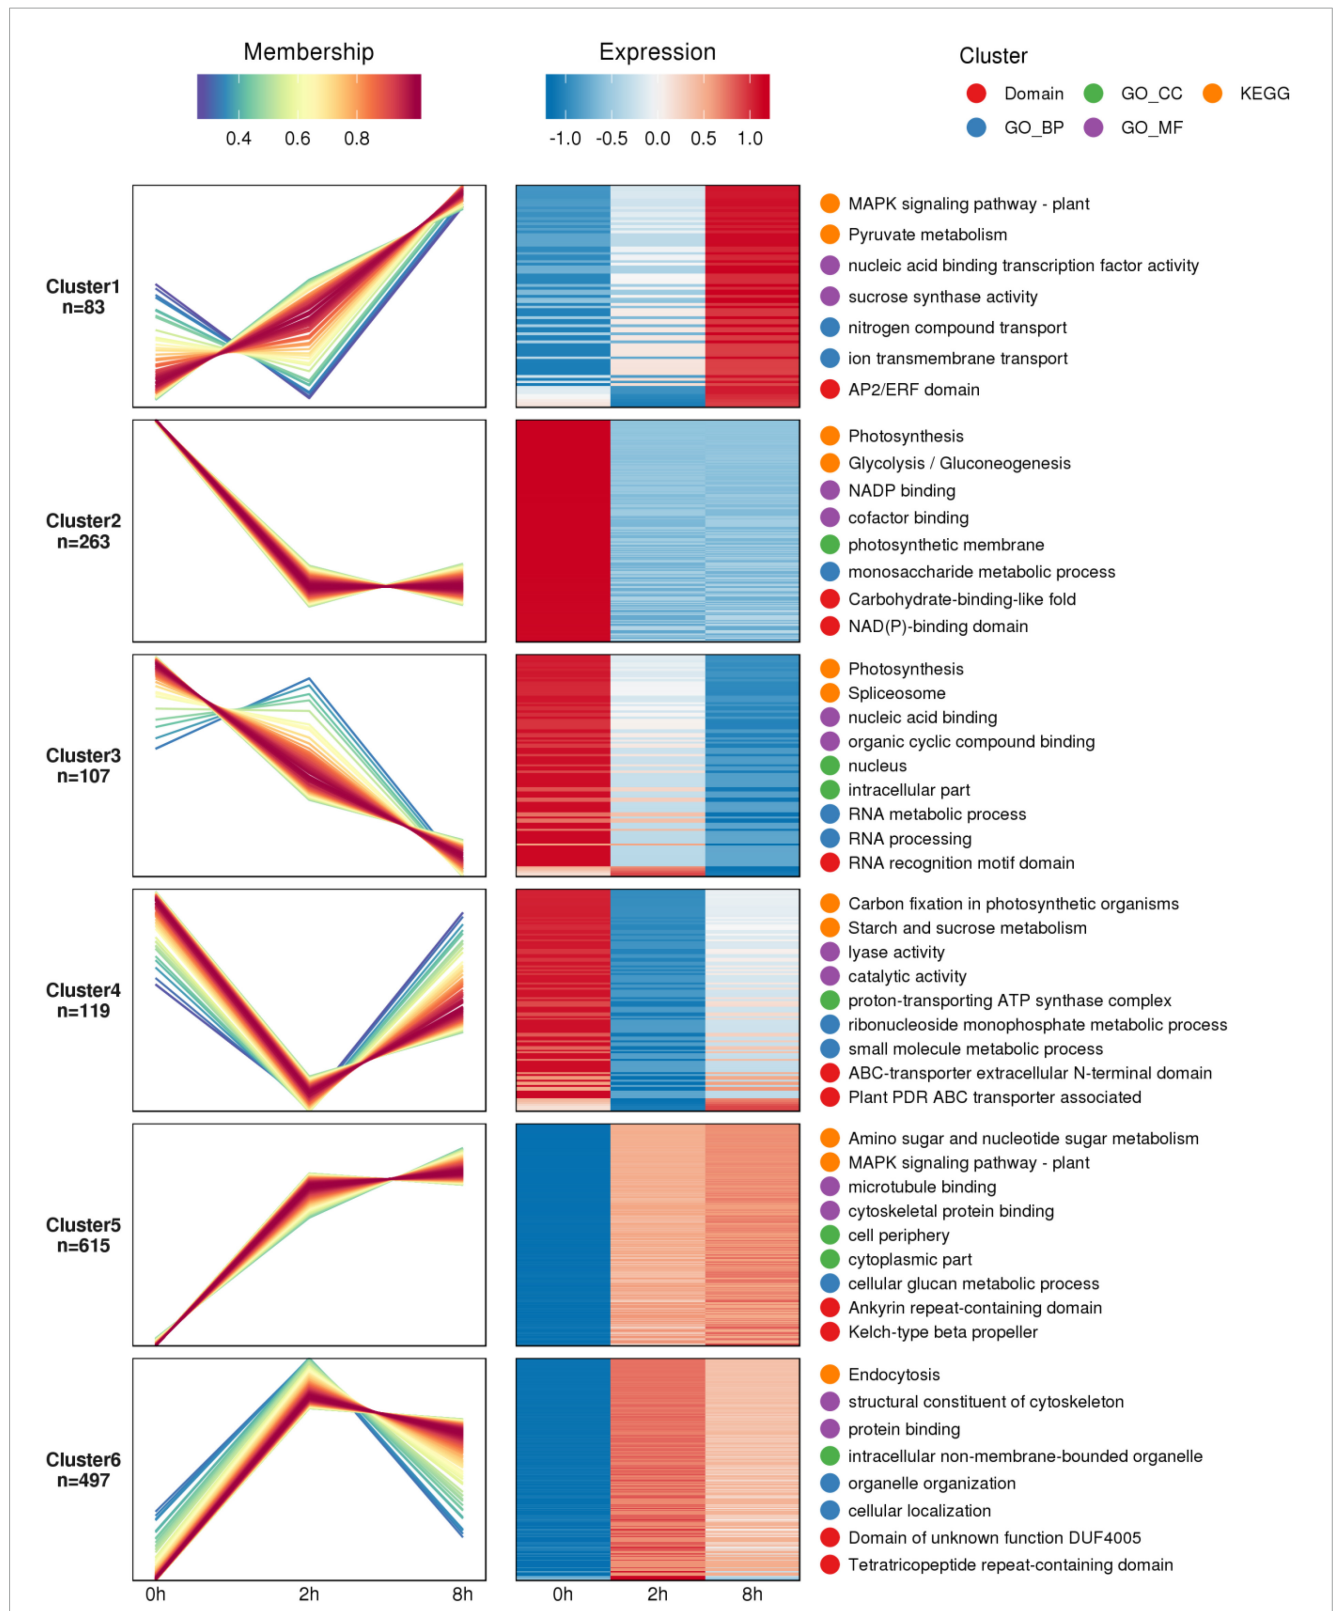 Membership
0.4 0.6 0.8
Expression
-1.0 -0.5 0.0 0.5 1.0
Cluster
Domain GO_CC KEGG
GO_BP GO_MF
Cluster1
n=83
MAPK signaling pathway - plant
Pyruvate metabolism
nucleic acid binding transcription factor activity
sucrose synthase activity
nitrogen compound transport
ion transmembrane transport
AP2/ERF domain
Cluster2
n=263
Photosynthesis
Glycolysis / Gluconeogenesis
NADP binding
cofactor binding
photosynthetic membrane
monosaccharide metabolic process
Carbohydrate-binding-like fold
NAD(P)-binding domain
Cluster3
n=107
Photosynthesis
Spliceosome
nucleic acid binding
organic cyclic compound binding
nucleus
intracellular part
RNA metabolic process
RNA processing
RNA recognition motif domain
Cluster4
n=119
Carbon fixation in photosynthetic organisms
Starch and sucrose metabolism
lyase activity
catalytic activity
proton-transporting ATP synthase complex
ribonucleoside monophosphate metabolic process
small molecule metabolic process
ABC-transporter extracellular N-terminal domain
Plant PDR ABC transporter associated
Cluster5
n=615
Amino sugar and nucleotide sugar metabolism
MAPK signaling pathway - plant
microtubule binding
cytoskeletal protein binding
cell periphery
cytoplasmic part
cellular glucan metabolic process
Ankyrin repeat-containing domain
Kelch-type beta propeller
Cluster6
n=497
Endocytosis
structural constituent of cytoskeleton
protein binding
intracellular non-membrane-bounded organelle
organelle organization
cellular localization
Domain of unknown function DUF4005
Tetratricopeptide repeat-containing domain
0h 2h 8h 0h 2h 8h